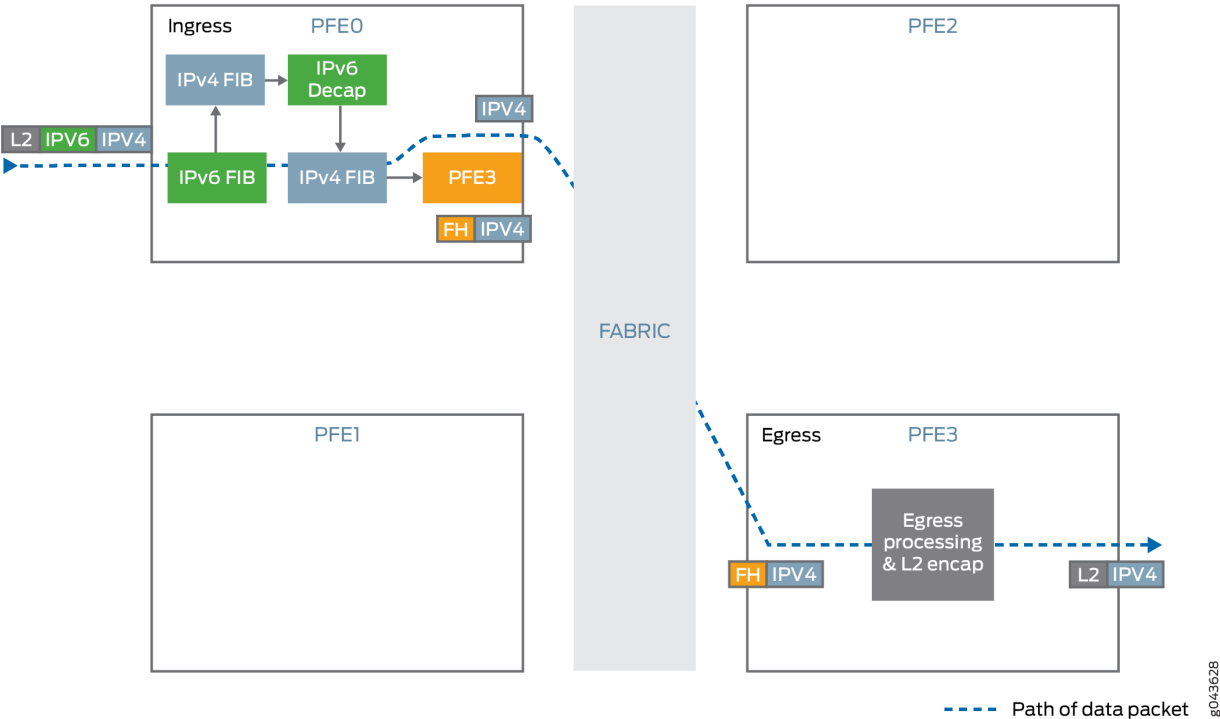 Ingress PFE0
IPv4 FIB
IPv6
Decap
IPV4
L2 IPV6 IPV4
IPv6 FIB
IPv4 FIB
PFE3
FH IPV4
FABRIC
PFE2
PFE1
Egress PFE3
Egress
processing
& L2 encap
FH IPV4
L2 IPV4
Path of data packet
g043628